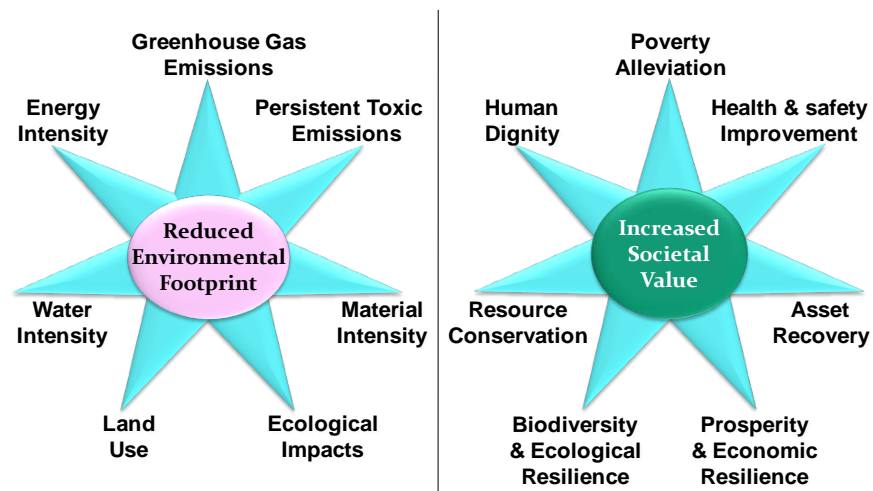 Greenhouse Gas
Emissions
Energy
Intensity
Persistent Toxic
Emissions
Reduced
Environmental
Footprint
Water
Intensity
Material
Intensity
Land
Use
Ecological
Impacts
Poverty
Alleviation
Human
Dignity
Health & safety
Improvement
Increased
Societal
Value
Resource
Conservation
Asset
Recovery
Biodiversity
& Ecological
Resilience
Prosperity
& Economic
Resilience